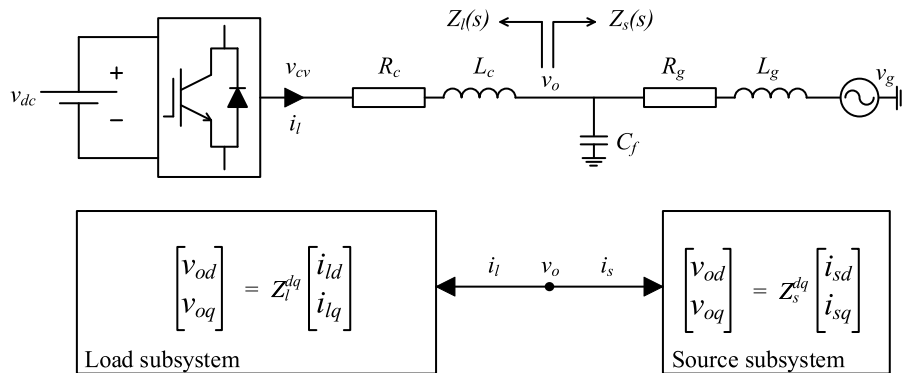 Z_l(s) Z_s(s)
v_dc + − v_cv i_l R_c L_c v_o R_g L_g v_g
C_f
[v_od v_oq] = Z_l^dq [i_ld i_lq]
i_l v_o i_s
[v_od v_oq] = Z_s^dq [i_sd i_sq]
Load subsystem
Source subsystem